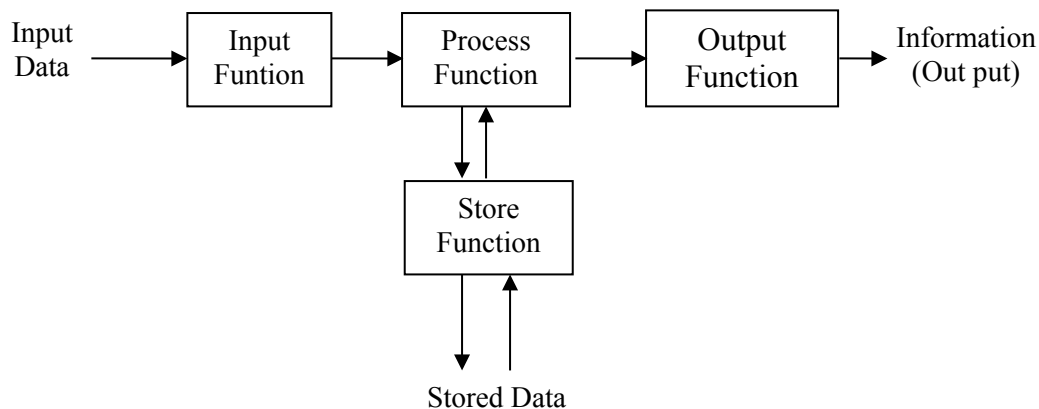 Input
Data
Input
Funtion
Process
Function
Output
Function
Information
(Out put)
Store
Function
Stored Data